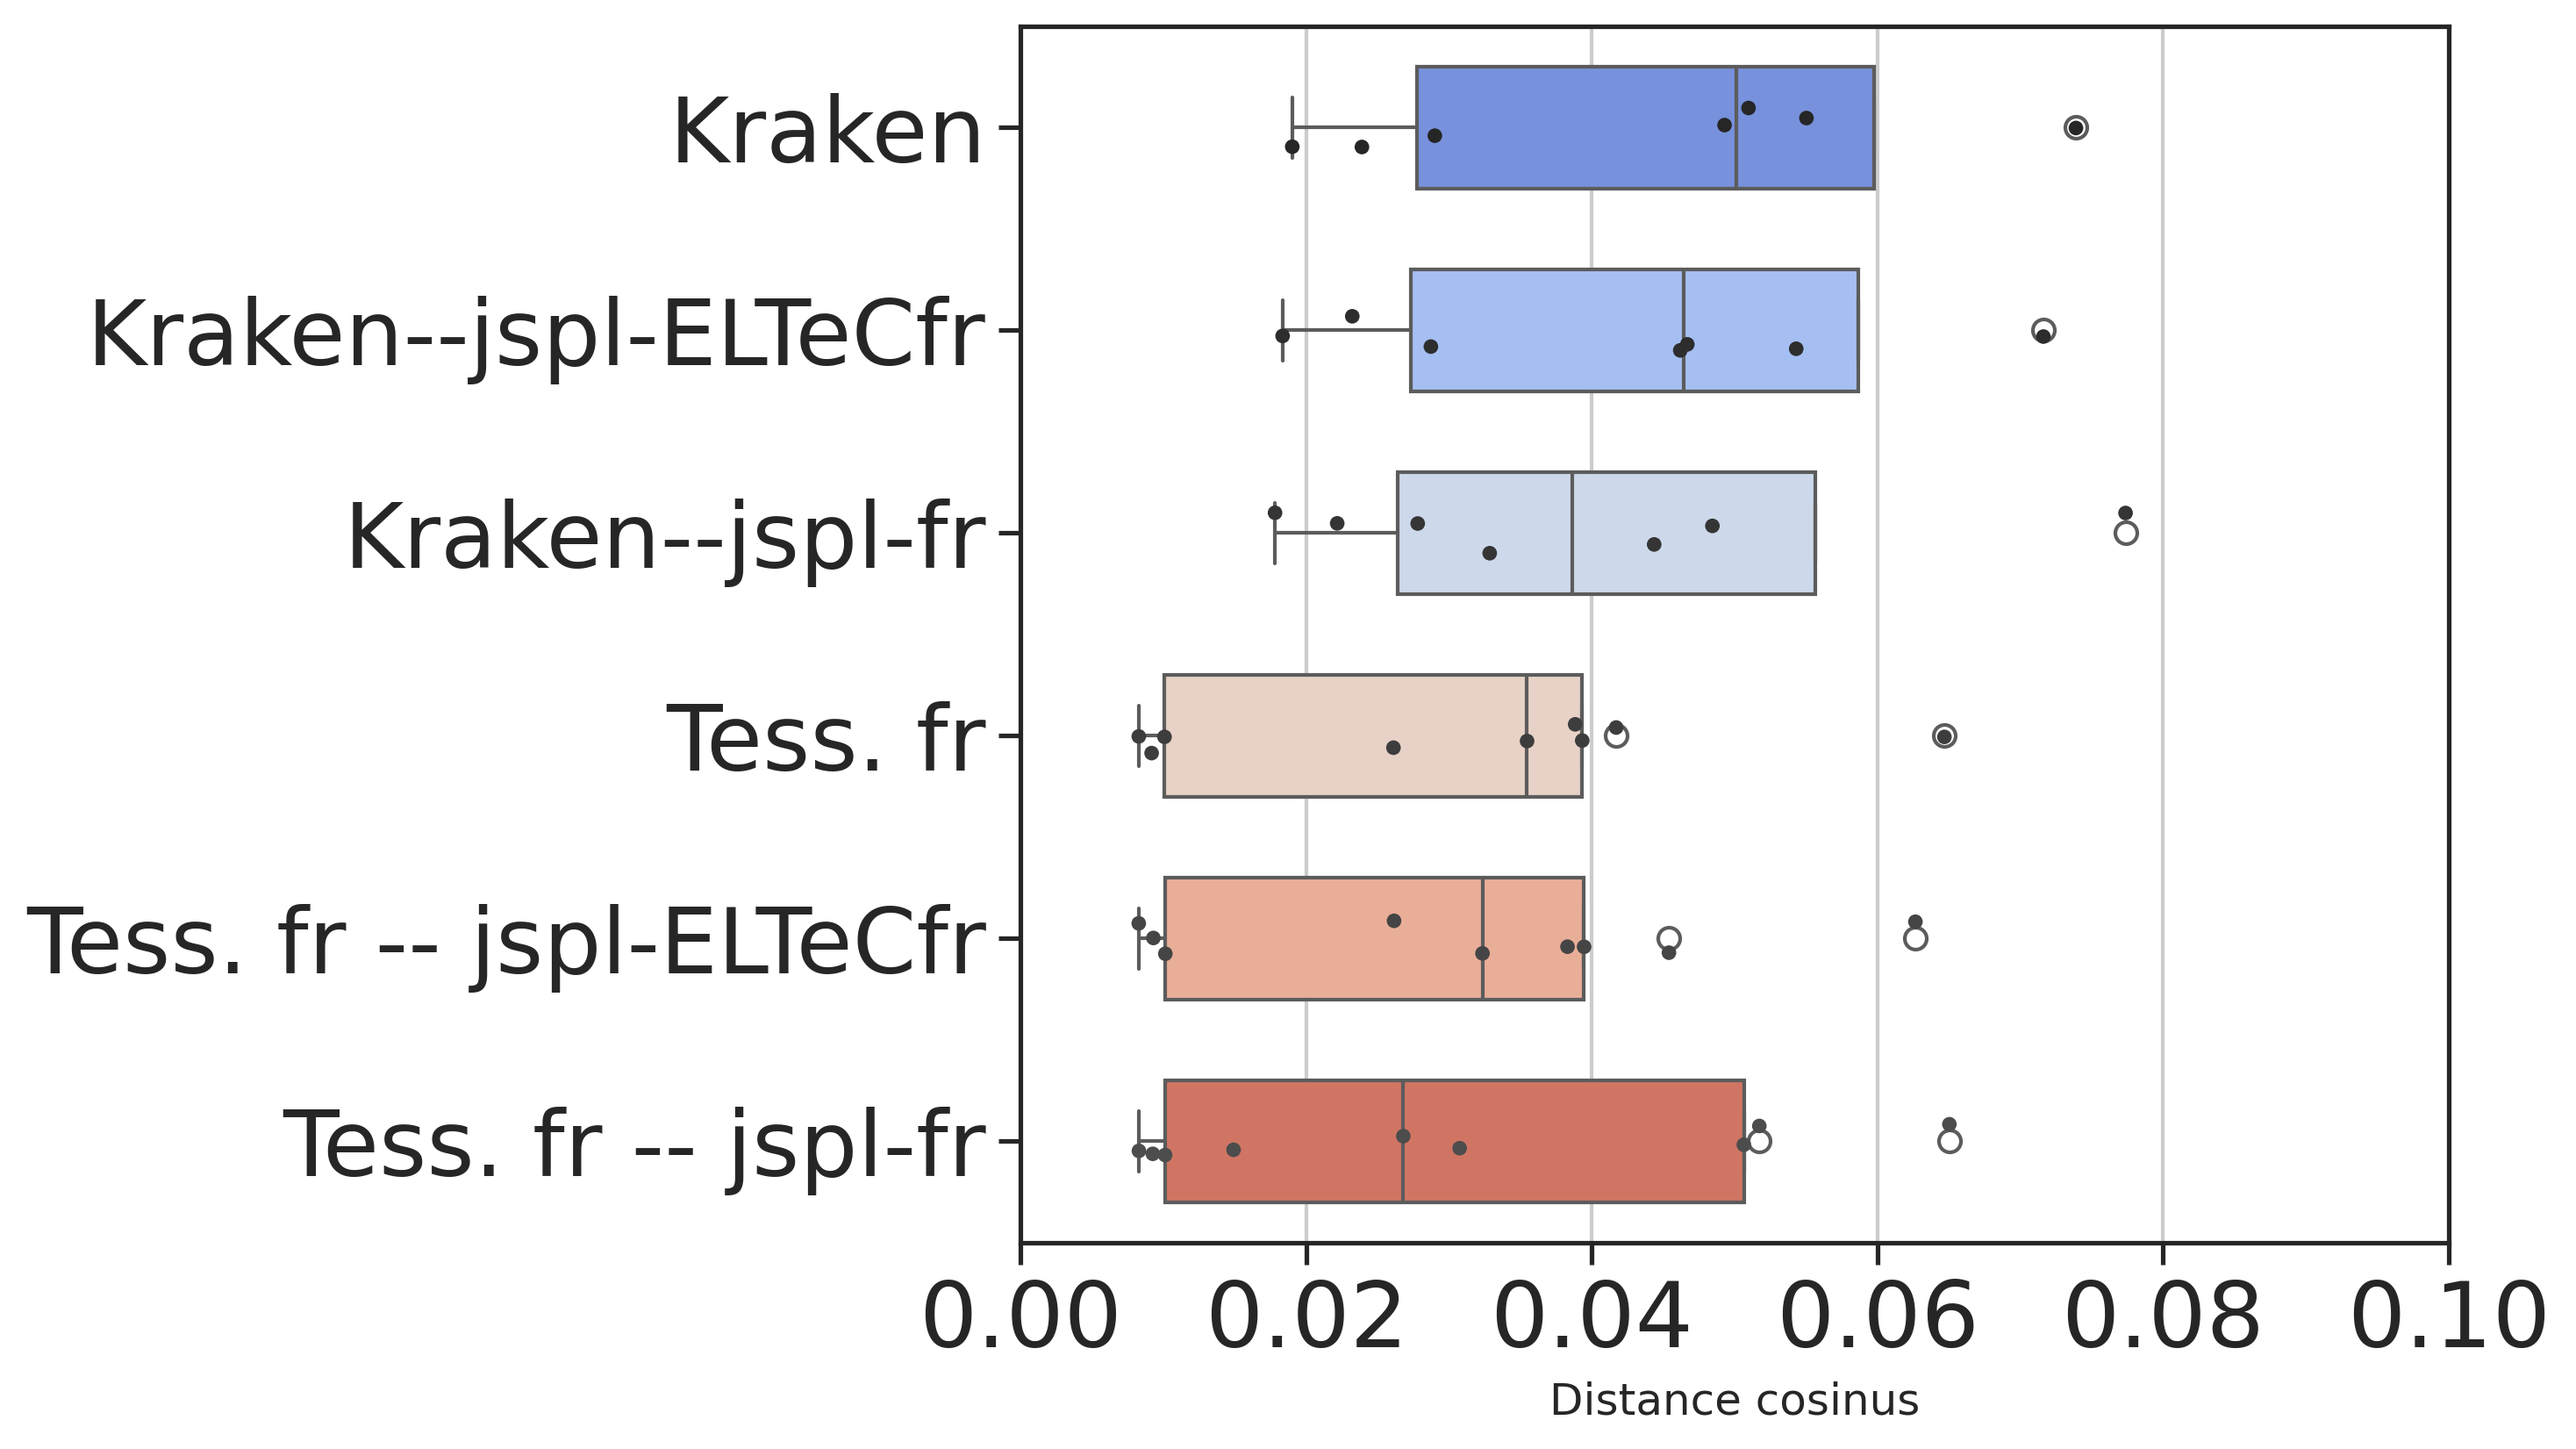 Kraken
Kraken--jspl-ELTeCfr
Kraken--jspl-fr
Tess. fr
Tess. fr -- jspl-ELTeCfr
Tess. fr -- jspl-fr
0.00 0.02 0.04 0.06 0.08 0.10
Distance cosinus